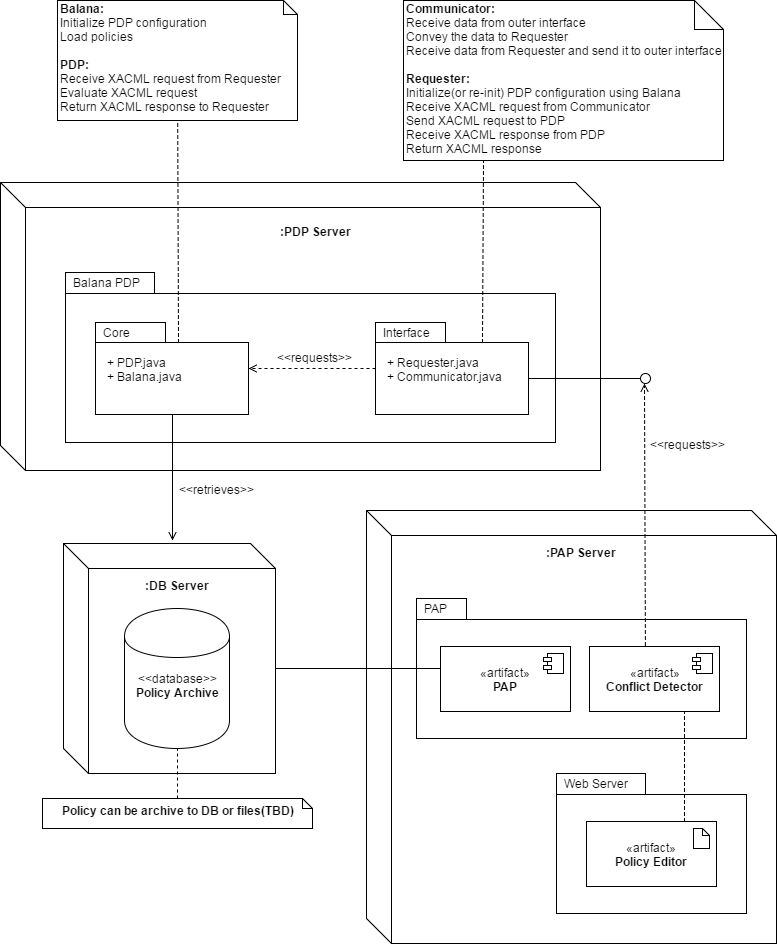 Balana:
Initialize PDP configuration
Load policies
PDP:
Receive XACML request from Requester
Evaluate XACML request
Return XACML response to Requester
Communicator:
Receive data from outer interface
Convey the data to Requester
Receive data from Requester and send it to outer interface
Requester:
Initialize(or re-init) PDP configuration using Balana
Receive XACML request from Communicator
Send XACML request to PDP
Receive XACML response from PDP
Return XACML response
:PDP Server
Balana PDP
Core
+ PDP.java
+ Balana.java
<<requests>>
Interface
+ Requester.java
+ Communicator.java
<<requests>>
<<retrieves>>
:DB Server
<<database>>
Policy Archive
Policy can be archive to DB or files(TBD)
:PAP Server
PAP
«artifact»
PAP
«artifact»
Conflict Detector
Web Server
«artifact»
Policy Editor